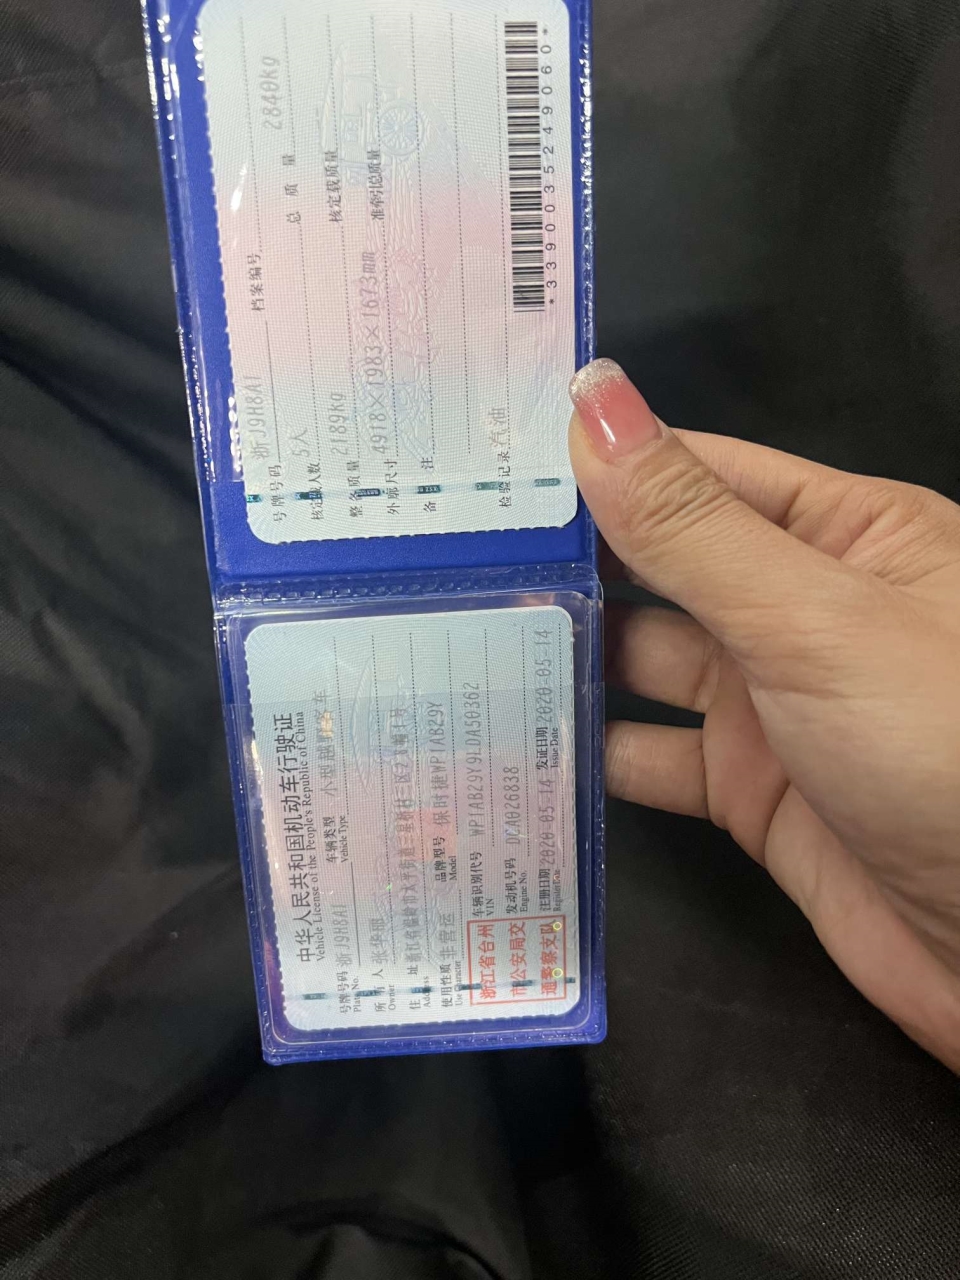 中华人民共和国机动车行驶证
Vehicle License of the People's Republic of China
号牌号码 浙J9H8A1 车辆类型 小型越野客车
Plate No. Vehicle Type
所有人
Owner
住址
Address
使用性质 非营运 品牌型号 保时捷WP1AB29Y
Use Character Model
浙江省台州
市公安局交
通警察支队
车辆识别代号 WP1AB29Y9LDA50362
VIN
发动机号码 DCA026838
Engine No.
注册日期 2020-05-14 发证日期 2020-05-14
Register Date Issue Date
号牌号码 浙J9H8A1 档案编号
核定载人数 5人 总质量 2840kg
整备质量 2189kg 核定载质量
外廓尺寸 4918×1983×1673mm 准牵引总质量
备注
检验记录 汽油
*3390035249060*